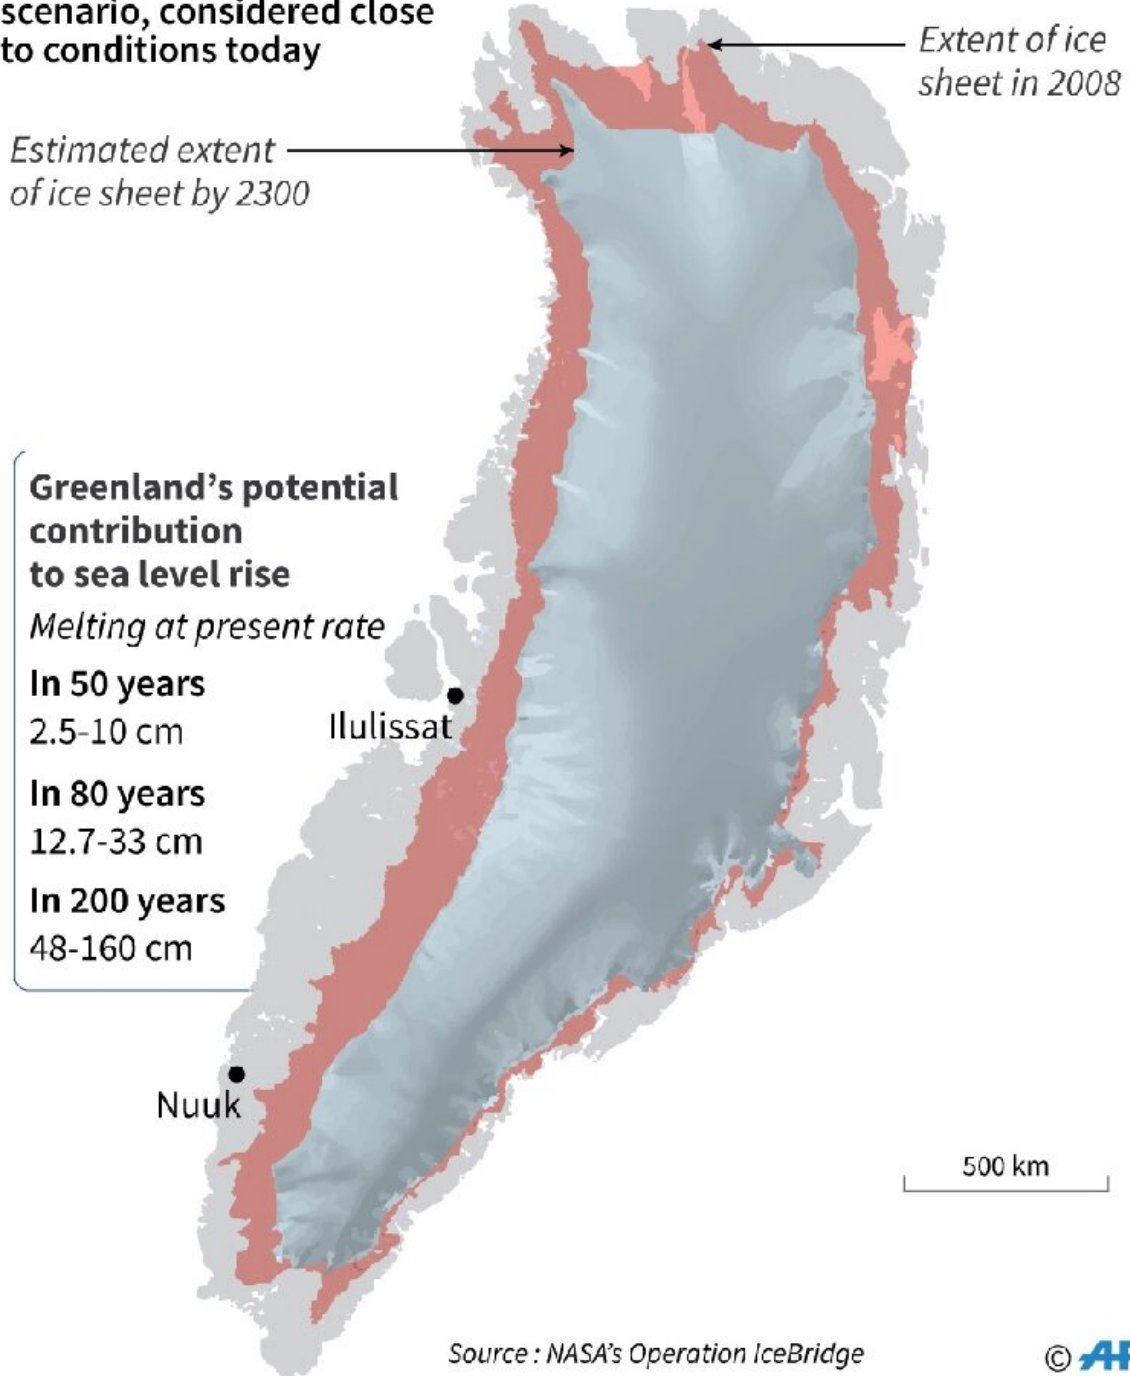 scenario, considered close
to conditions today
Extent of ice
sheet in 2008
Estimated extent
of ice sheet by 2300
Greenland’s potential
contribution
to sea level rise
Melting at present rate
In 50 years
2.5-10 cm
In 80 years
12.7-33 cm
In 200 years
48-160 cm
Ilulissat
Nuuk
500 km
Source : NASA’s Operation IceBridge
©